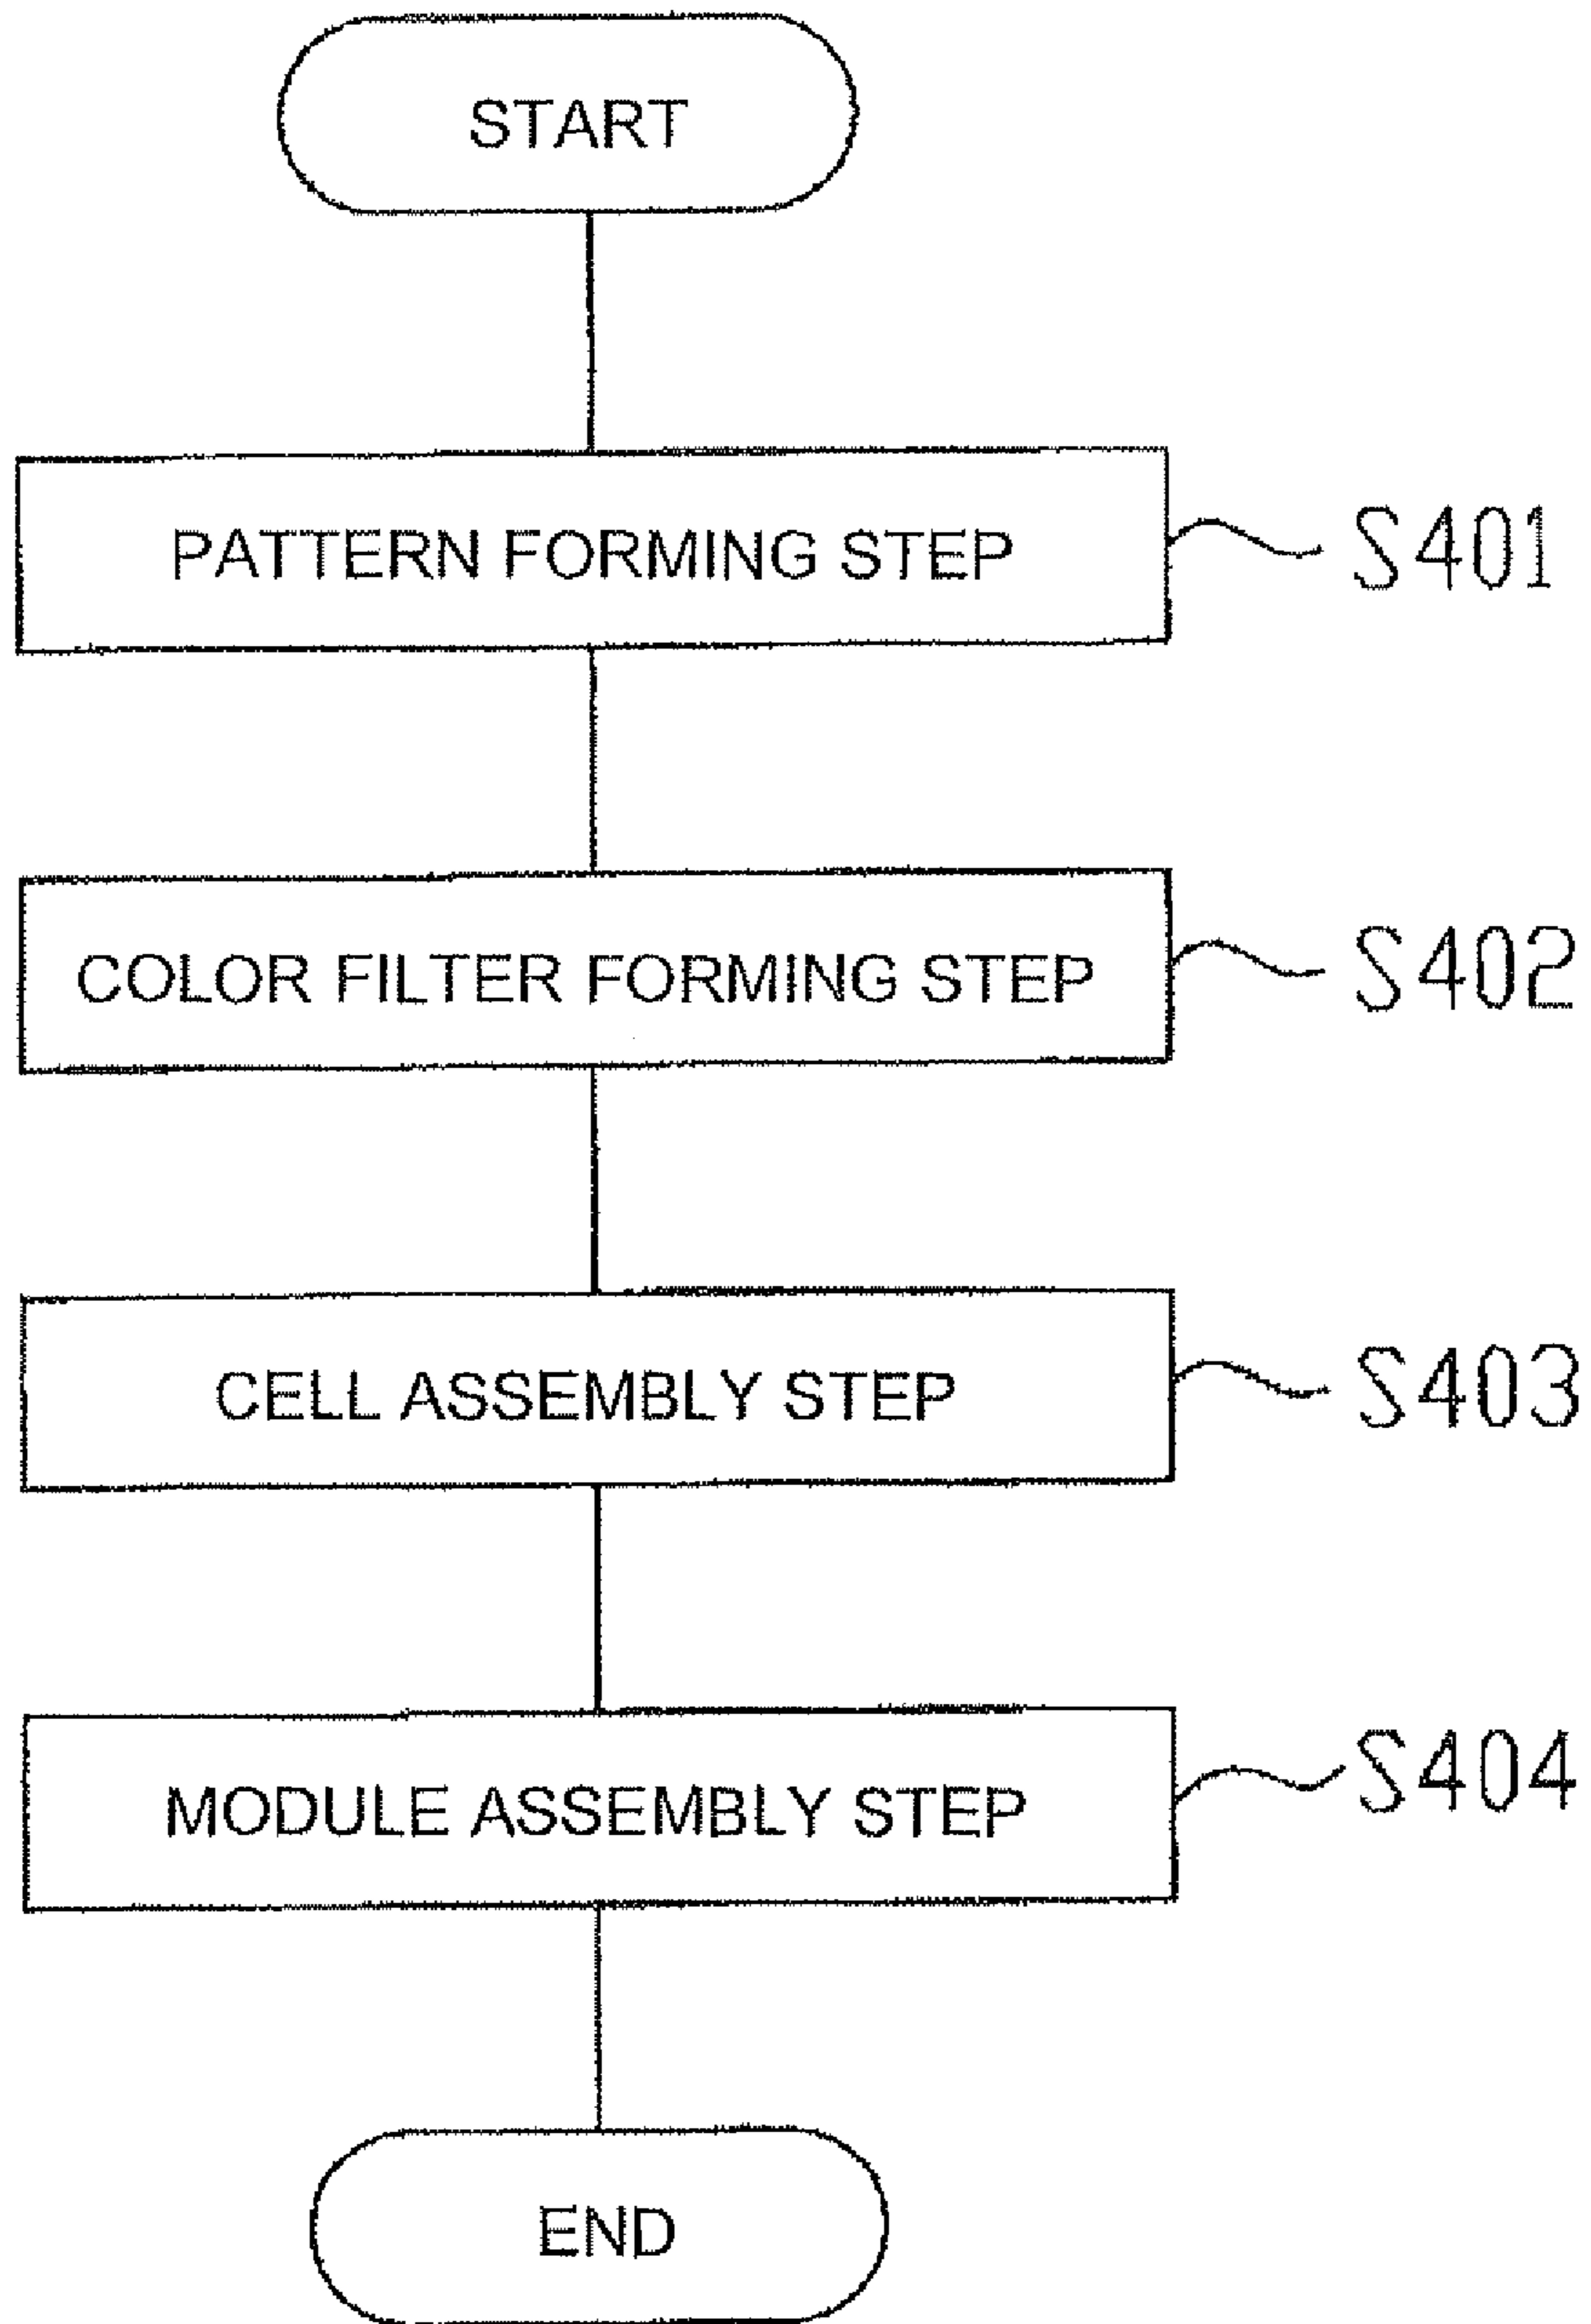 START
PATTERN FORMING STEP
S401
COLOR FILTER FORMING STEP
S402
CELL ASSEMBLY STEP
S403
MODULE ASSEMBLY STEP
S404
END